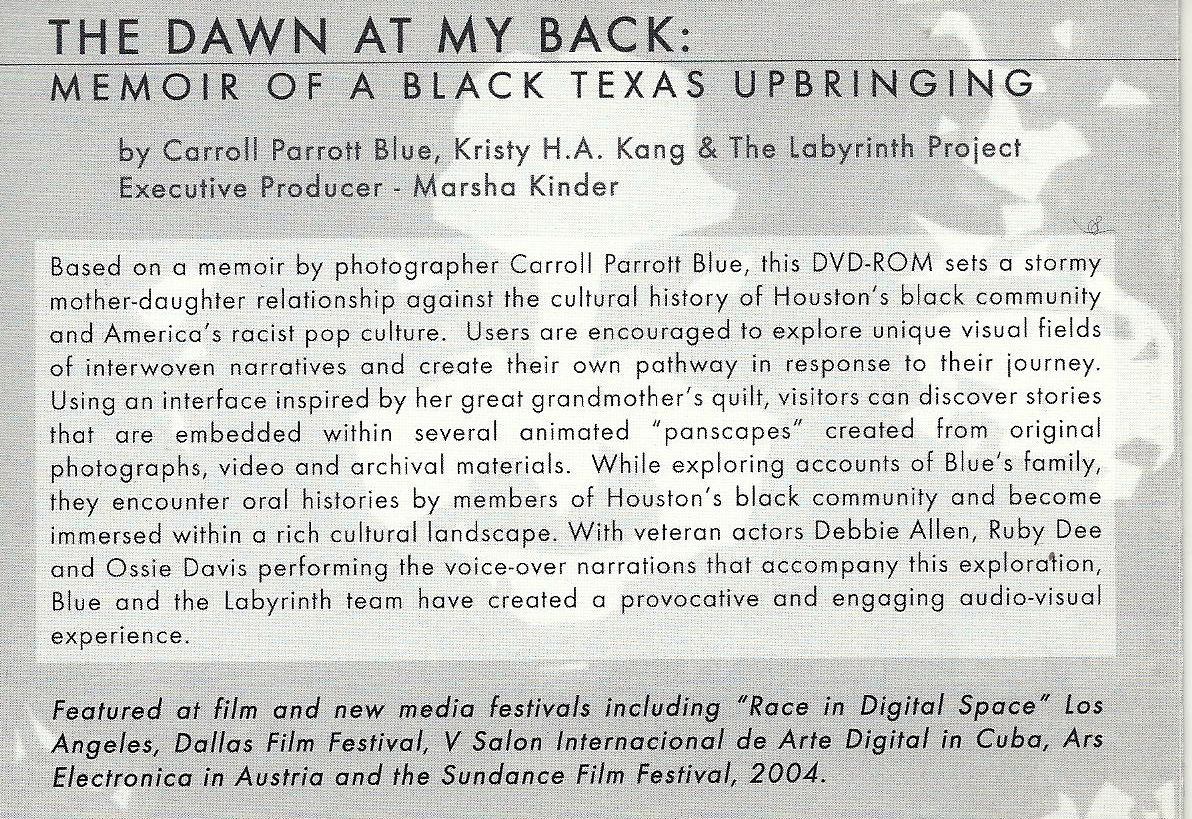 THE DAWN AT MY BACK:
MEMOIR OF A BLACK TEXAS UPBRINGING
by Carroll Parrott Blue, Kristy H.A. Kang & The Labyrinth Project
Executive Producer - Marsha Kinder
Based on a memoir by photographer Carroll Parrott Blue, this DVD-ROM sets a stormy
mother-daughter relationship against the cultural history of Houston's black community
and America's racist pop culture. Users are encouraged to explore unique visual fields
of interwoven narratives and create their own pathway in response to their journey.
Using an interface inspired by her great grandmother's quilt, visitors can discover stories
that are embedded within several animated "panscapes" created from original
photographs, video and archival materials. While exploring accounts of Blue's family,
they encounter oral histories by members of Houston's black community and become
immersed within a rich cultural landscape. With veteran actors Debbie Allen, Ruby Dee
and Ossie Davis performing the voice-over narrations that accompany this exploration,
Blue and the Labyrinth team have created a provocative and engaging audio-visual
experience.
Featured at film and new media festivals including "Race in Digital Space" Los
Angeles, Dallas Film Festival, V Salon Internacional de Arte Digital in Cuba, Ars
Electronica in Austria and the Sundance Film Festival, 2004.